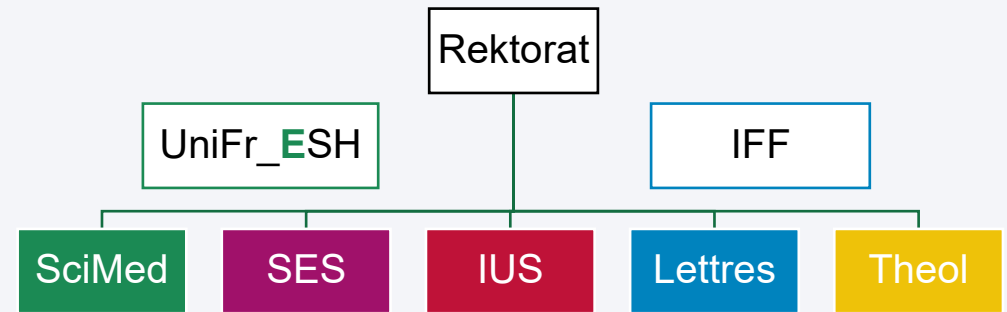 Rektorat
UniFr_ESH
IFF
SciMed
SES
IUS
Lettres
Theol